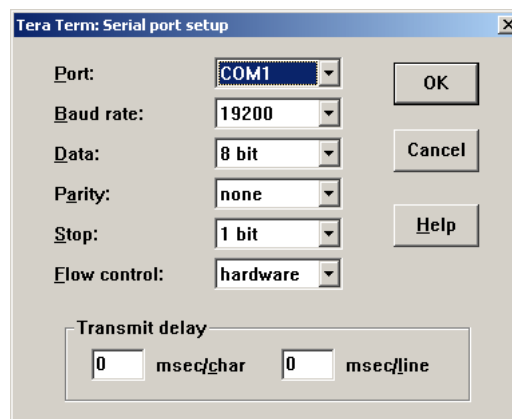 Tera Term: Serial port setup
Port: COM1 OK
Baud rate: 19200
Data: 8 bit Cancel
Parity: none
Stop: 1 bit Help
Flow control: hardware
Transmit delay
0 msec/char 0 msec/line